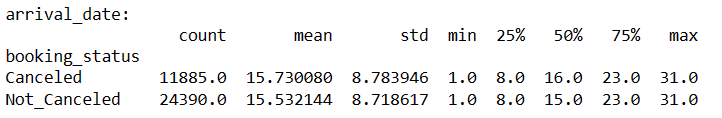 arrival_date:
count mean std min 25% 50% 75% max
booking_status
Canceled 11885.0 15.730080 8.783946 1.0 8.0 16.0 23.0 31.0
Not_Canceled 24390.0 15.532144 8.718617 1.0 8.0 15.0 23.0 31.0